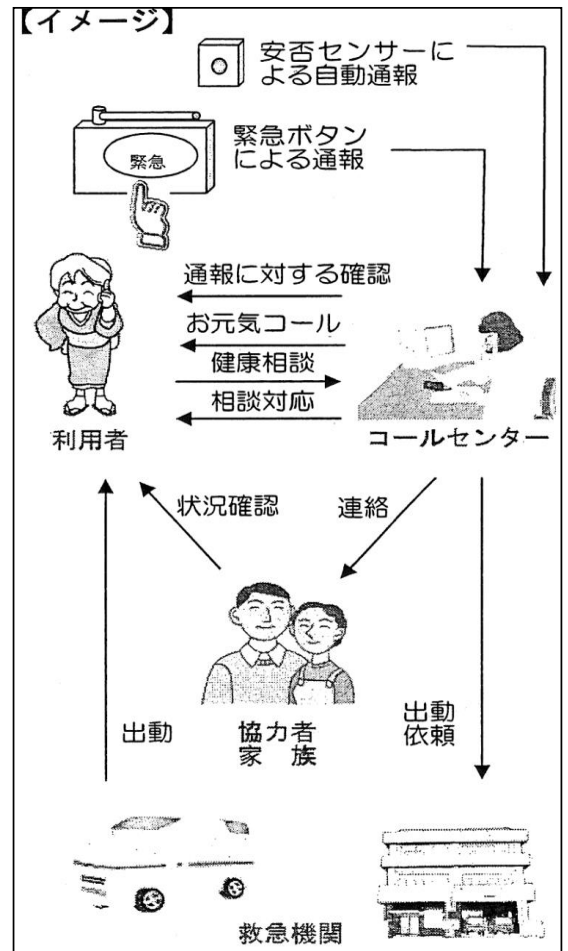 【イメージ】
安否センサーに
よる自動通報
緊急ボタン
による通報
緊急
通報に対する確認
お元気コール
健康相談
相談対応
利用者
コールセンター
状況確認
連絡
出動
協力者
家　族
出動
依頼
救急機関